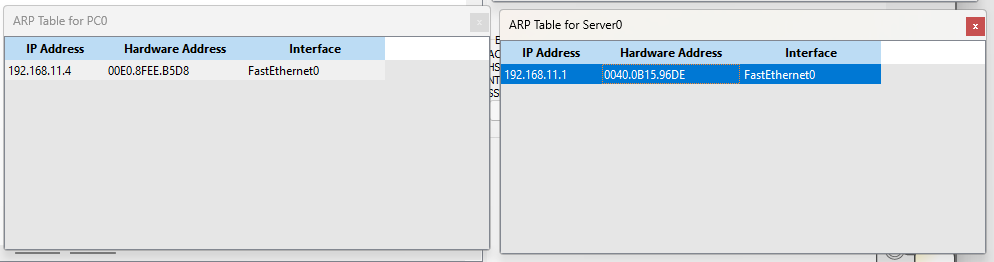 ARP Table for PC0
IP Address Hardware Address Interface
192.168.11.4 00E0.8FEE.B5D8 FastEthernet0
ARP Table for Server0
IP Address Hardware Address Interface
192.168.11.1 0040.0B15.96DE FastEthernet0